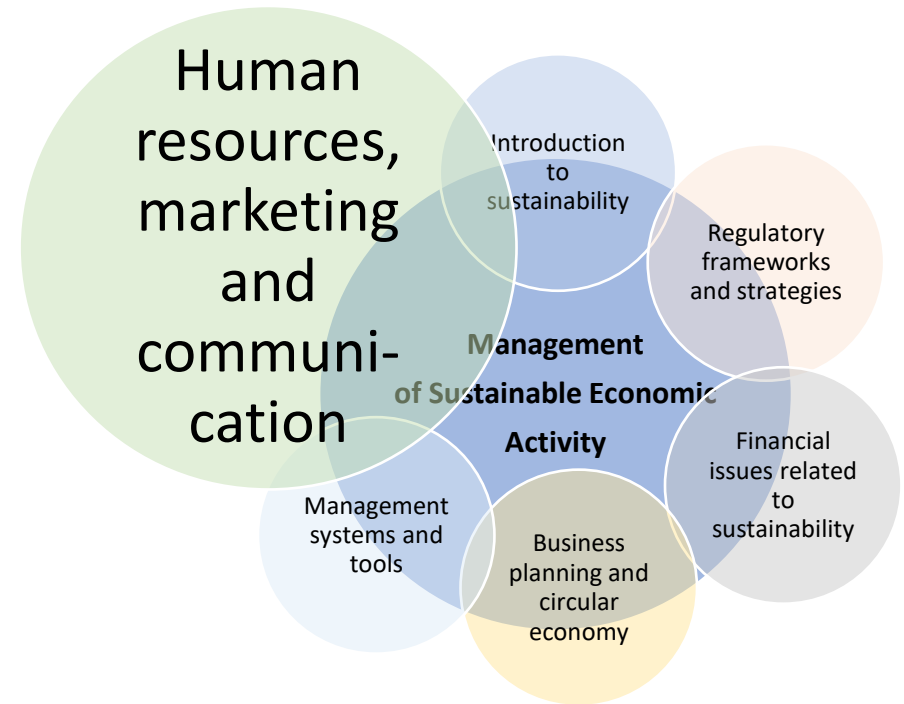 Human
resources,
marketing
and
communi-
cation
Introduction
to
sustainability
Regulatory
frameworks
and strategies
Management
of Sustainable Economic
Activity
Financial
issues related
to
sustainability
Business
planning and
circular
economy
Management
systems and
tools